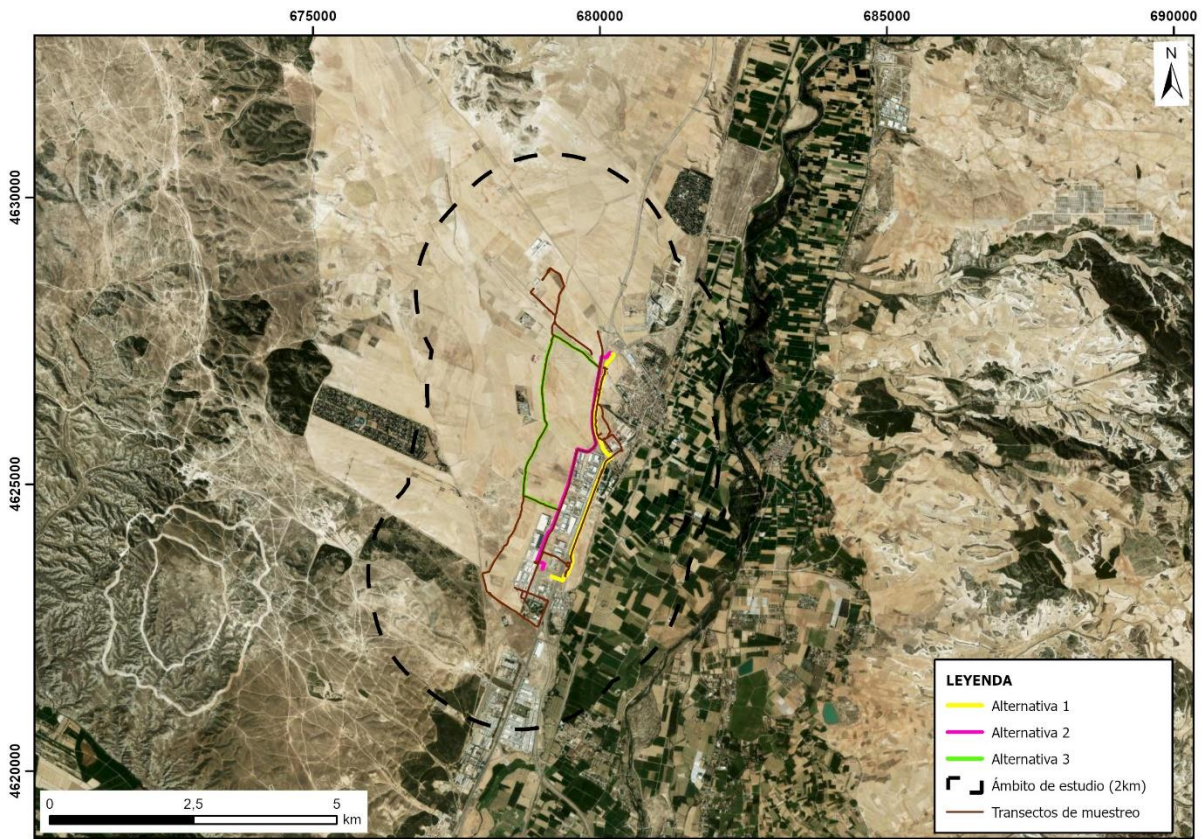 675000 680000 685000 690000
N
4630000
4625000
4620000
LEYENDA
Alternativa 1
Alternativa 2
Alternativa 3
Ámbito de estudio (2km)
Transectos de muestreo
0 2,5 5
km